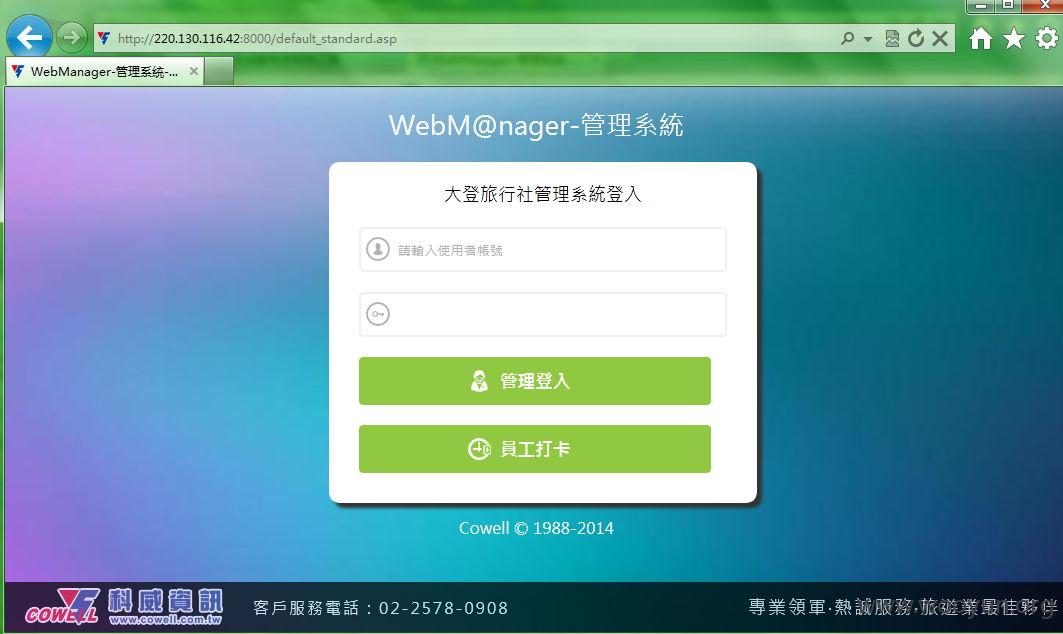 http://220.130.116.42:8000/default_standard.asp
WebManager-管理系統-...
WebM@nager-管理系統
大登旅行社管理系統登入
請輸入使用者帳號
管理登入
員工打卡
Cowell © 1988-2014
COWELL 科威資訊
www.cowell.com.tw
客戶服務電話：02-2578-0908
專業領軍‧熱誠服務‧旅遊業最佳夥伴